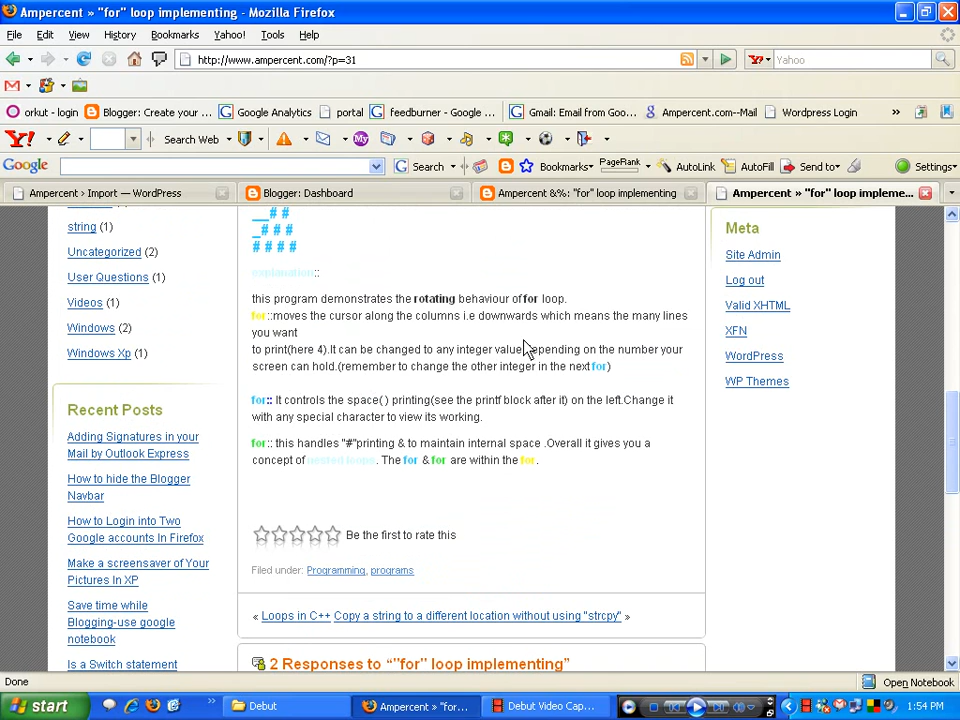 Ampercent » "for" loop implementing - Mozilla Firefox
File Edit View History Bookmarks Yahoo! Tools Help
http://www.ampercent.com/?p=31
Yahoo
orkut - login Blogger: Create your ... Google Analytics portal feedburner - Google ... Gmail: Email from Goo... Ampercent.com--Mail Wordpress Login »
Y! Search Web My »
Google Search Bookmarks PageRank AutoLink AutoFill Send to Settings
Ampercent › Import — WordPress Blogger: Dashboard Ampercent &%: "for" loop implementing Ampercent » "for" loop impleme...
string (1)
Uncategorized (2)
User Questions (1)
Videos (1)
Windows (2)
Windows Xp (1)
Recent Posts
Adding Signatures in your
Mail by Outlook Express
How to hide the Blogger
Navbar
How to Login into Two
Google accounts In Firefox
Make a screensaver of Your
Pictures In XP
Save time while
Blogging-use google
notebook
Is a Switch statement
__# #
_# # #
# # # #
explanation::
this program demonstrates the rotating behaviour of for loop.
for::moves the cursor along the columns i.e downwards which means the many lines
you want
to print(here 4).It can be changed to any integer value depending on the number your
screen can hold.(remember to change the other integer in the next for)
for:: It controls the space( ) printing(see the printf block after it) on the left.Change it
with any special character to view its working.
for:: this handles "#"printing & to maintain internal space .Overall it gives you a
concept of nested loops. The for & for are within the for.
Be the first to rate this
Filed under: Programming, programs
« Loops in C++ Copy a string to a different location without using "strcpy" »
2 Responses to “"for" loop implementing”
Meta
Site Admin
Log out
Valid XHTML
XFN
WordPress
WP Themes
Done Open Notebook
start » Debut Ampercent » "for... Debut Video Cap... 1:54 PM